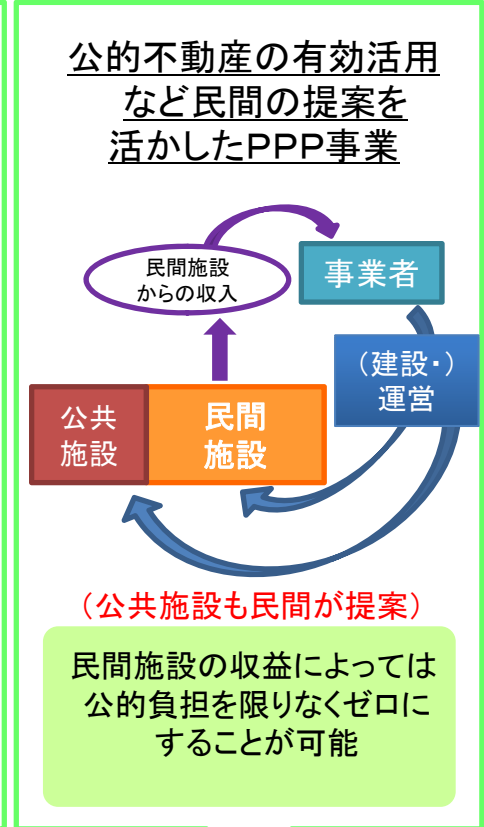 公的不動産の有効活用
など民間の提案を
活かしたPPP事業
民間施設
からの収入
事業者
（建設・）
運営
公共
施設
民間
施設
（公共施設も民間が提案）
民間施設の収益によっては
公的負担を限りなくゼロに
することが可能